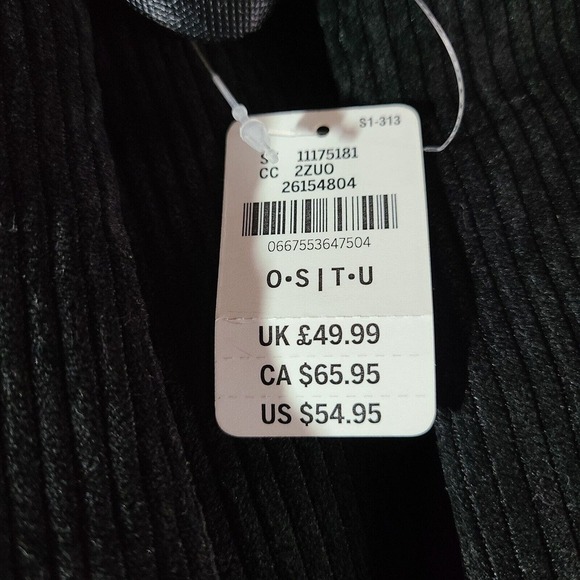 S1-313
11175181
CC 2ZUO
26154804
0667553647504
O•S | T•U
UK £49.99
CA $65.95
US $54.95